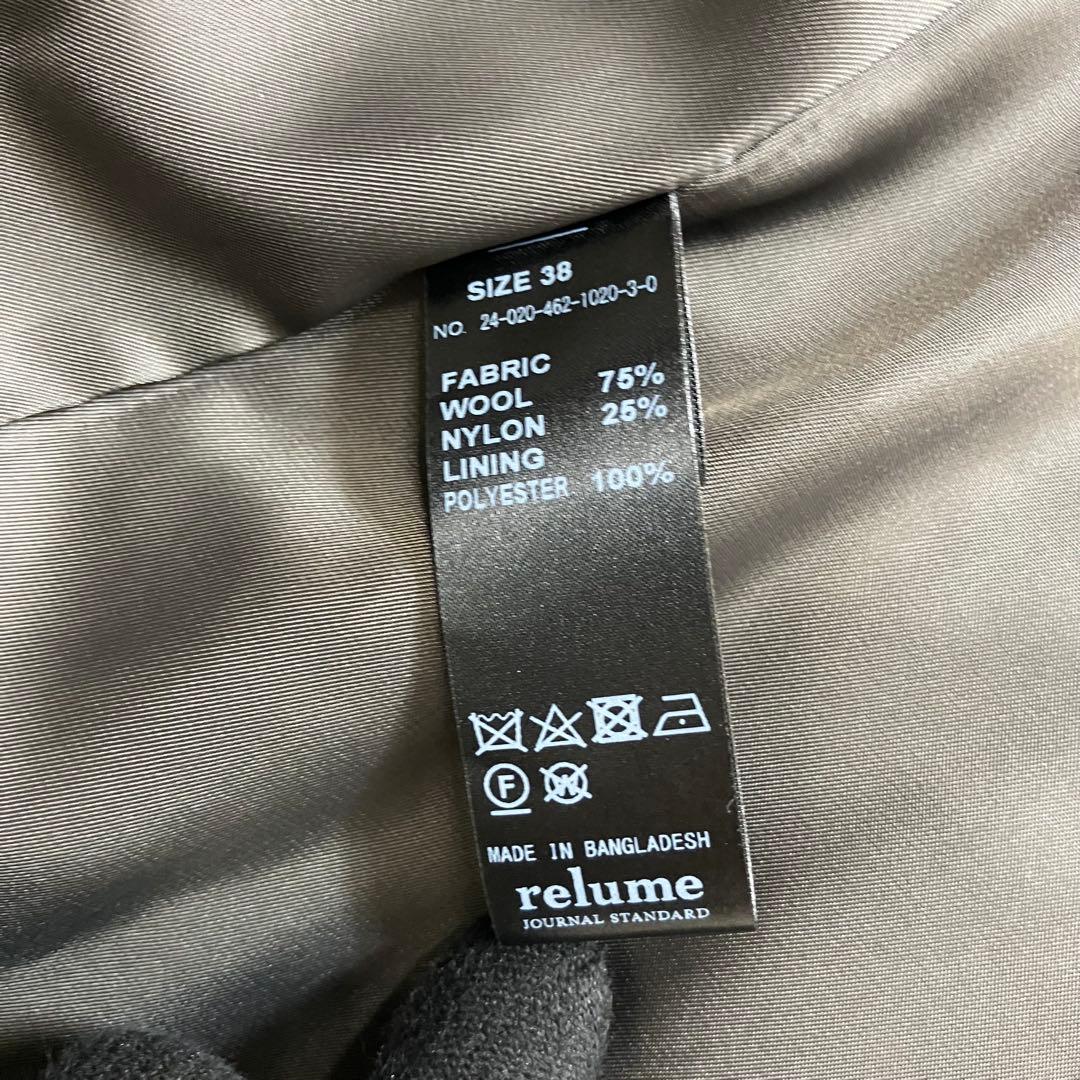 SIZE 38
NO. 24-020-462-1020-3-0
FABRIC
WOOL 75%
NYLON 25%
LINING
POLYESTER 100%
F W
MADE IN BANGLADESH
relume
JOURNAL STANDARD